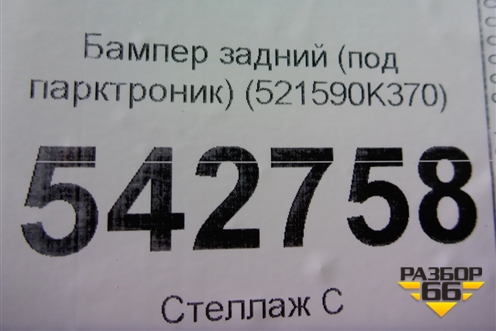 Бампер задний (под
парктроник) (521590K370)
542758
Стеллаж С
РАЗБОР
66